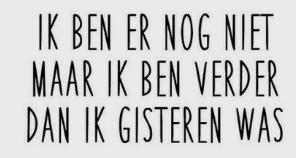 IK BEN ER NOG NIET
MAAR IK BEN VERDER
DAN IK GISTEREN WAS